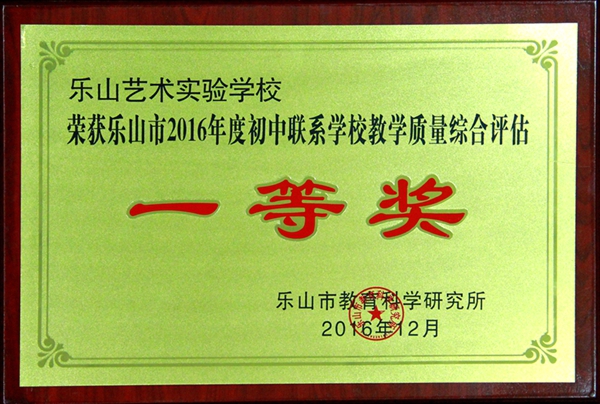 乐山艺术实验学校
荣获乐山市2016年度初中联系学校教学质量综合评估
一等奖
乐山市教育科学研究所
2016年12月